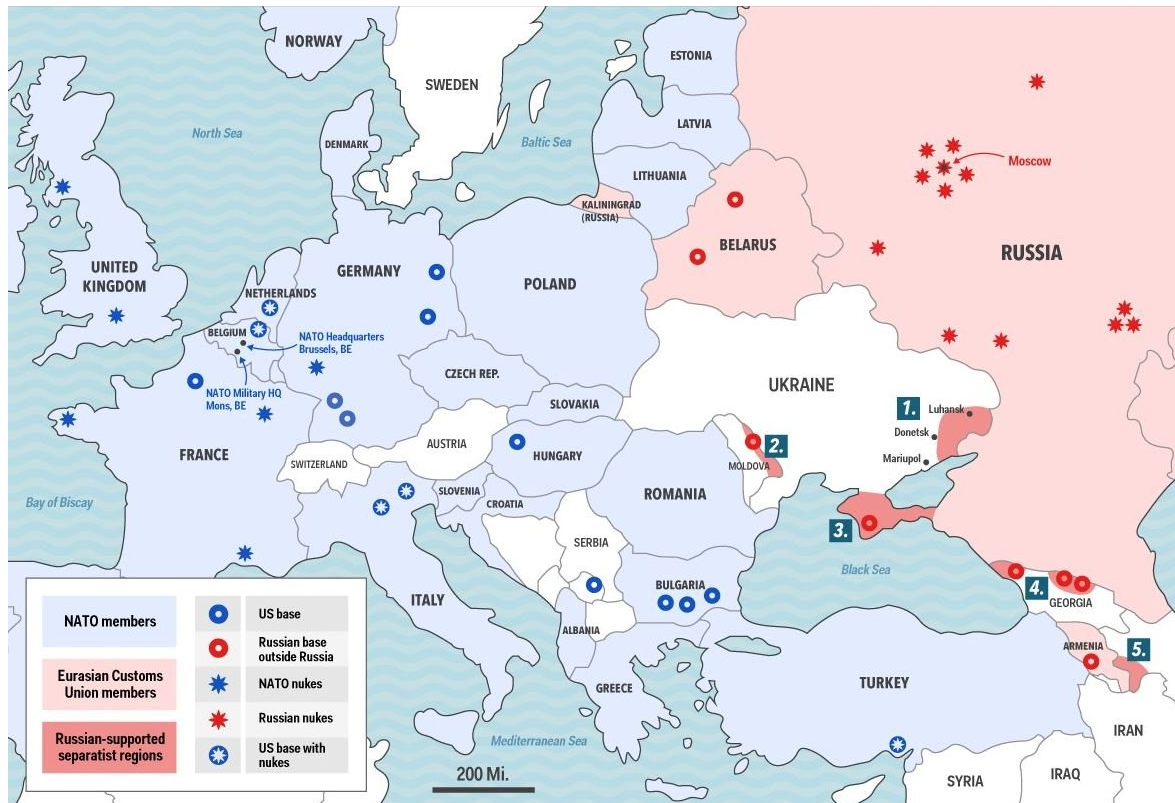 NORWAY
SWEDEN
ESTONIA
North Sea
Baltic Sea
LATVIA
DENMARK
LITHUANIA
Moscow
KALININGRAD
(RUSSIA)
BELARUS
RUSSIA
UNITED
KINGDOM
GERMANY
POLAND
NETHERLANDS
BELGIUM
NATO Headquarters
Brussels, BE
NATO Military HQ
Mons, BE
CZECH REP.
UKRAINE
SLOVAKIA
1.
Luhansk
Donetsk
Mariupol
FRANCE
AUSTRIA
SWITZERLAND
HUNGARY
2.
MOLDOVA
Bay of Biscay
SLOVENIA
CROATIA
ROMANIA
3.
SERBIA
Black Sea
BULGARIA
4.
GEORGIA
ITALY
ALBANIA
ARMENIA
5.
GREECE
TURKEY
IRAN
Mediterranean Sea
200 Mi.
SYRIA
IRAQ
NATO members
Eurasian Customs
Union members
Russian-supported
separatist regions
US base
Russian base
outside Russia
NATO nukes
Russian nukes
US base with
nukes